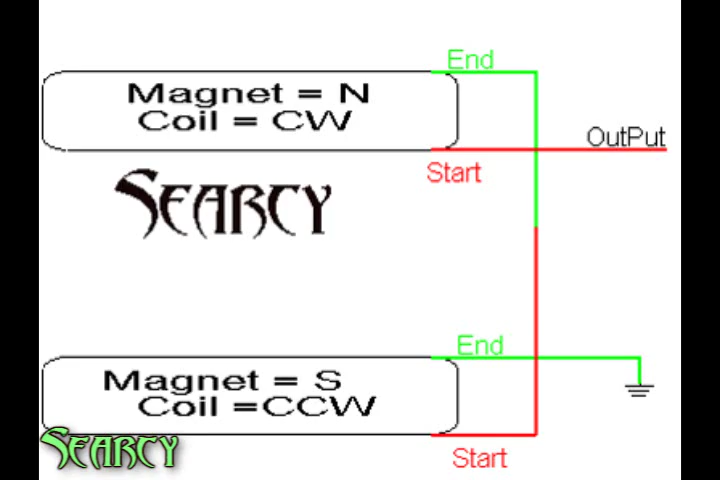 End
Magnet = N
Coil = CW
OutPut
Start
SEARCY
End
Magnet = S
Coil =CCW
SEARCY
Start